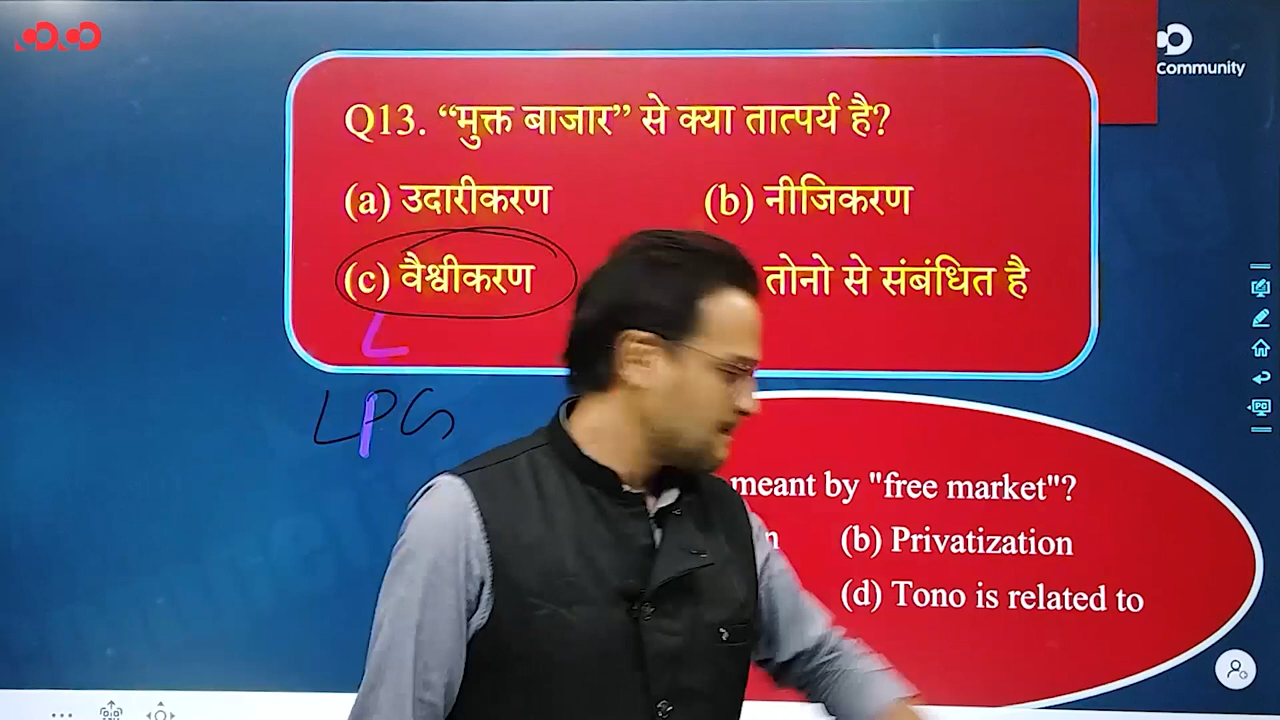 Community
Q13. “मुक्त बाजार” से क्या तात्पर्य है?
(a) उदारीकरण (b) नीजिकरण
(c) वैश्वीकरण तोनो से संबंधित है
L
LPG
meant by "free market"?
n (b) Privatization
(d) Tono is related to